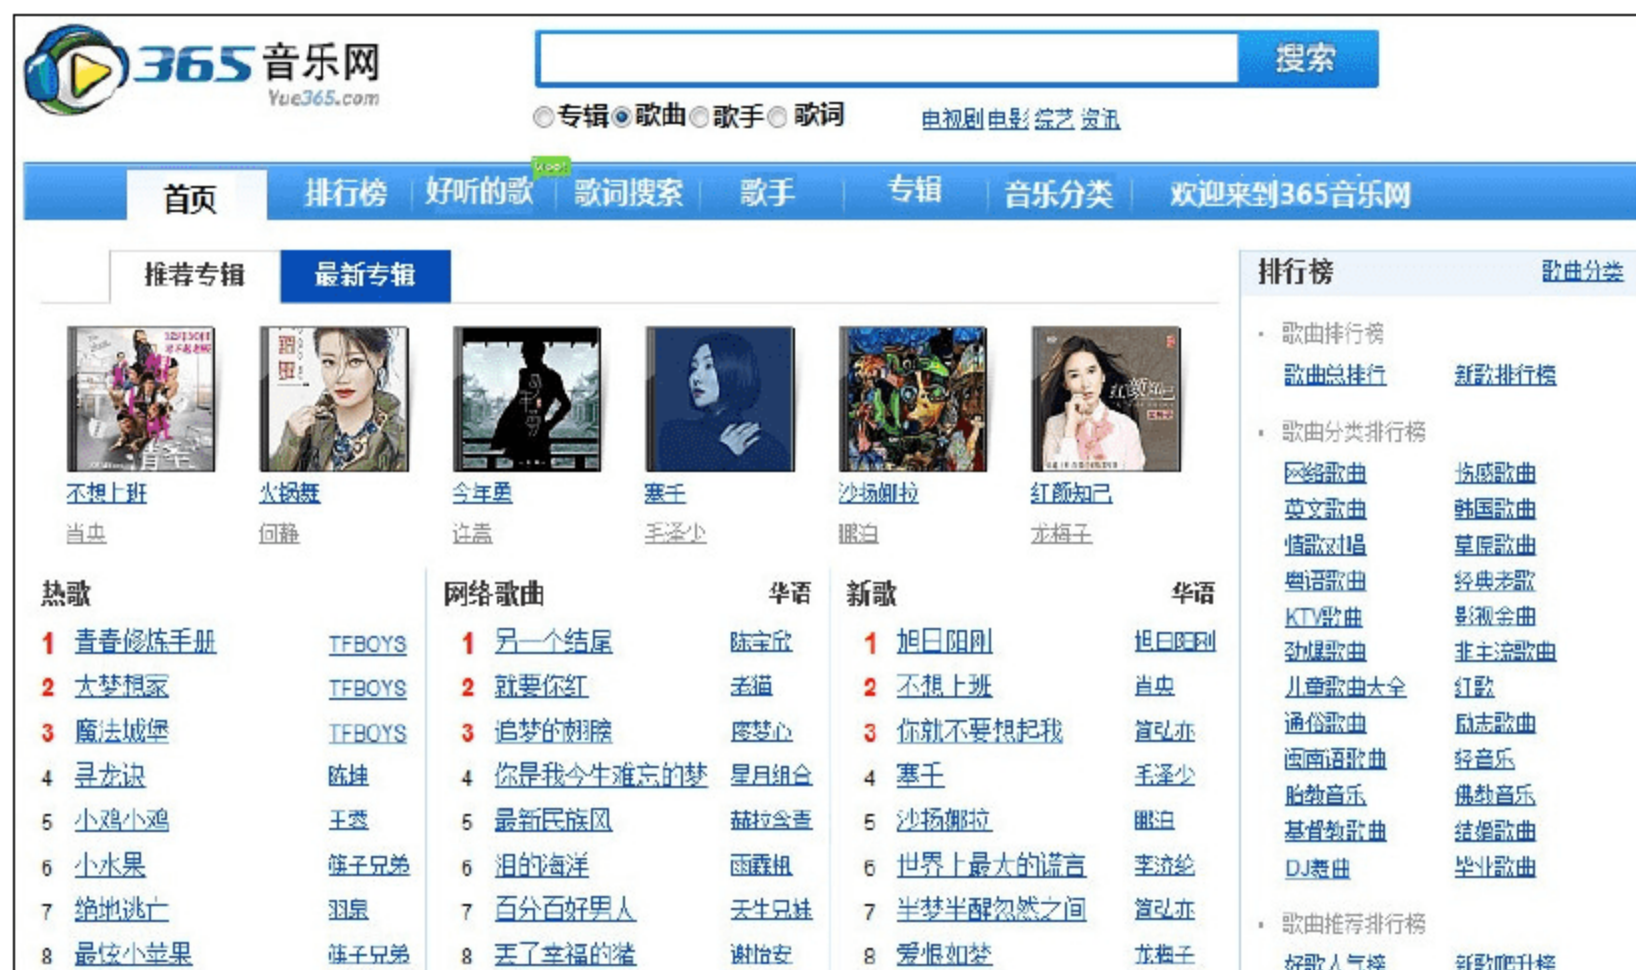 365音乐网
Yue365.com
搜索
专辑 歌曲 歌手 歌词
电视剧 电影 综艺 资讯
首页 排行榜 好听的歌 歌词搜索 歌手 专辑 音乐分类 欢迎来到365音乐网
推荐专辑 最新专辑
不想上班 火锅舞 今年勇 塞千 沙扬娜拉 红颜知己
肖央 何静 许嵩 毛泽少 鹏泊 龙梅子
热歌
1 青春修炼手册 TFBOYS
2 大梦想家 TFBOYS
3 魔法城堡 TFBOYS
4 寻龙诀 陈坤
5 小鸡小鸡 王蓉
6 小水果 筷子兄弟
7 绝地逃亡 羽泉
8 最炫小苹果 筷子兄弟
网络歌曲 华语
1 另一个结尾 陈宝欣
2 就要你红 老猫
3 追梦的翅膀 廖梦心
4 你是我今生难忘的梦 星月组合
5 最新民族风 赫拉含青
6 泪的海洋 雨霖枫
7 百分百好男人 天生兄妹
8 丢了幸福的猪 谢怡安
新歌 华语
1 旭日阳刚 旭日阳刚
2 不想上班 肖央
3 你就不要想起我 简弘亦
4 塞千 毛泽少
5 沙扬娜拉 鹏泊
6 世界上最大的谎言 李济纶
7 半梦半醒忽然之间 简弘亦
8 爱恨如梦 龙梅子
排行榜 歌曲分类
歌曲排行榜
歌曲总排行 新歌排行榜
歌曲分类排行榜
网络歌曲 伤感歌曲
英文歌曲 韩国歌曲
情歌对唱 草原歌曲
粤语歌曲 经典老歌
KTV歌曲 影视金曲
劲爆歌曲 非主流歌曲
儿童歌曲大全 红歌
通俗歌曲 励志歌曲
闽南语歌曲 轻音乐
胎教音乐 佛教音乐
基督教歌曲 结婚歌曲
DJ舞曲 毕业歌曲
歌曲推荐排行榜
好歌人气榜 新歌爬升榜